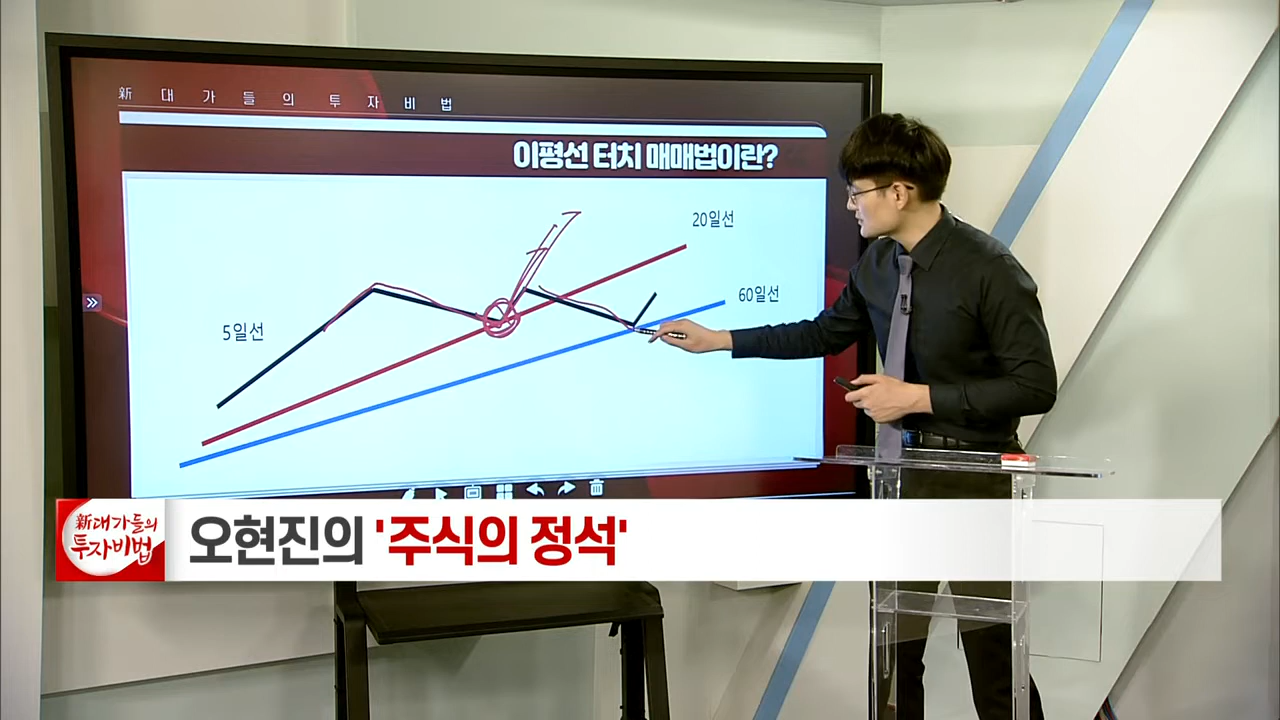 新 대 가 들 의 투 자 비 법
이평선 터치 매매법이란?
20일선
60일선
5일선
新대가들의
투자비법
오현진의 '주식의 정석'